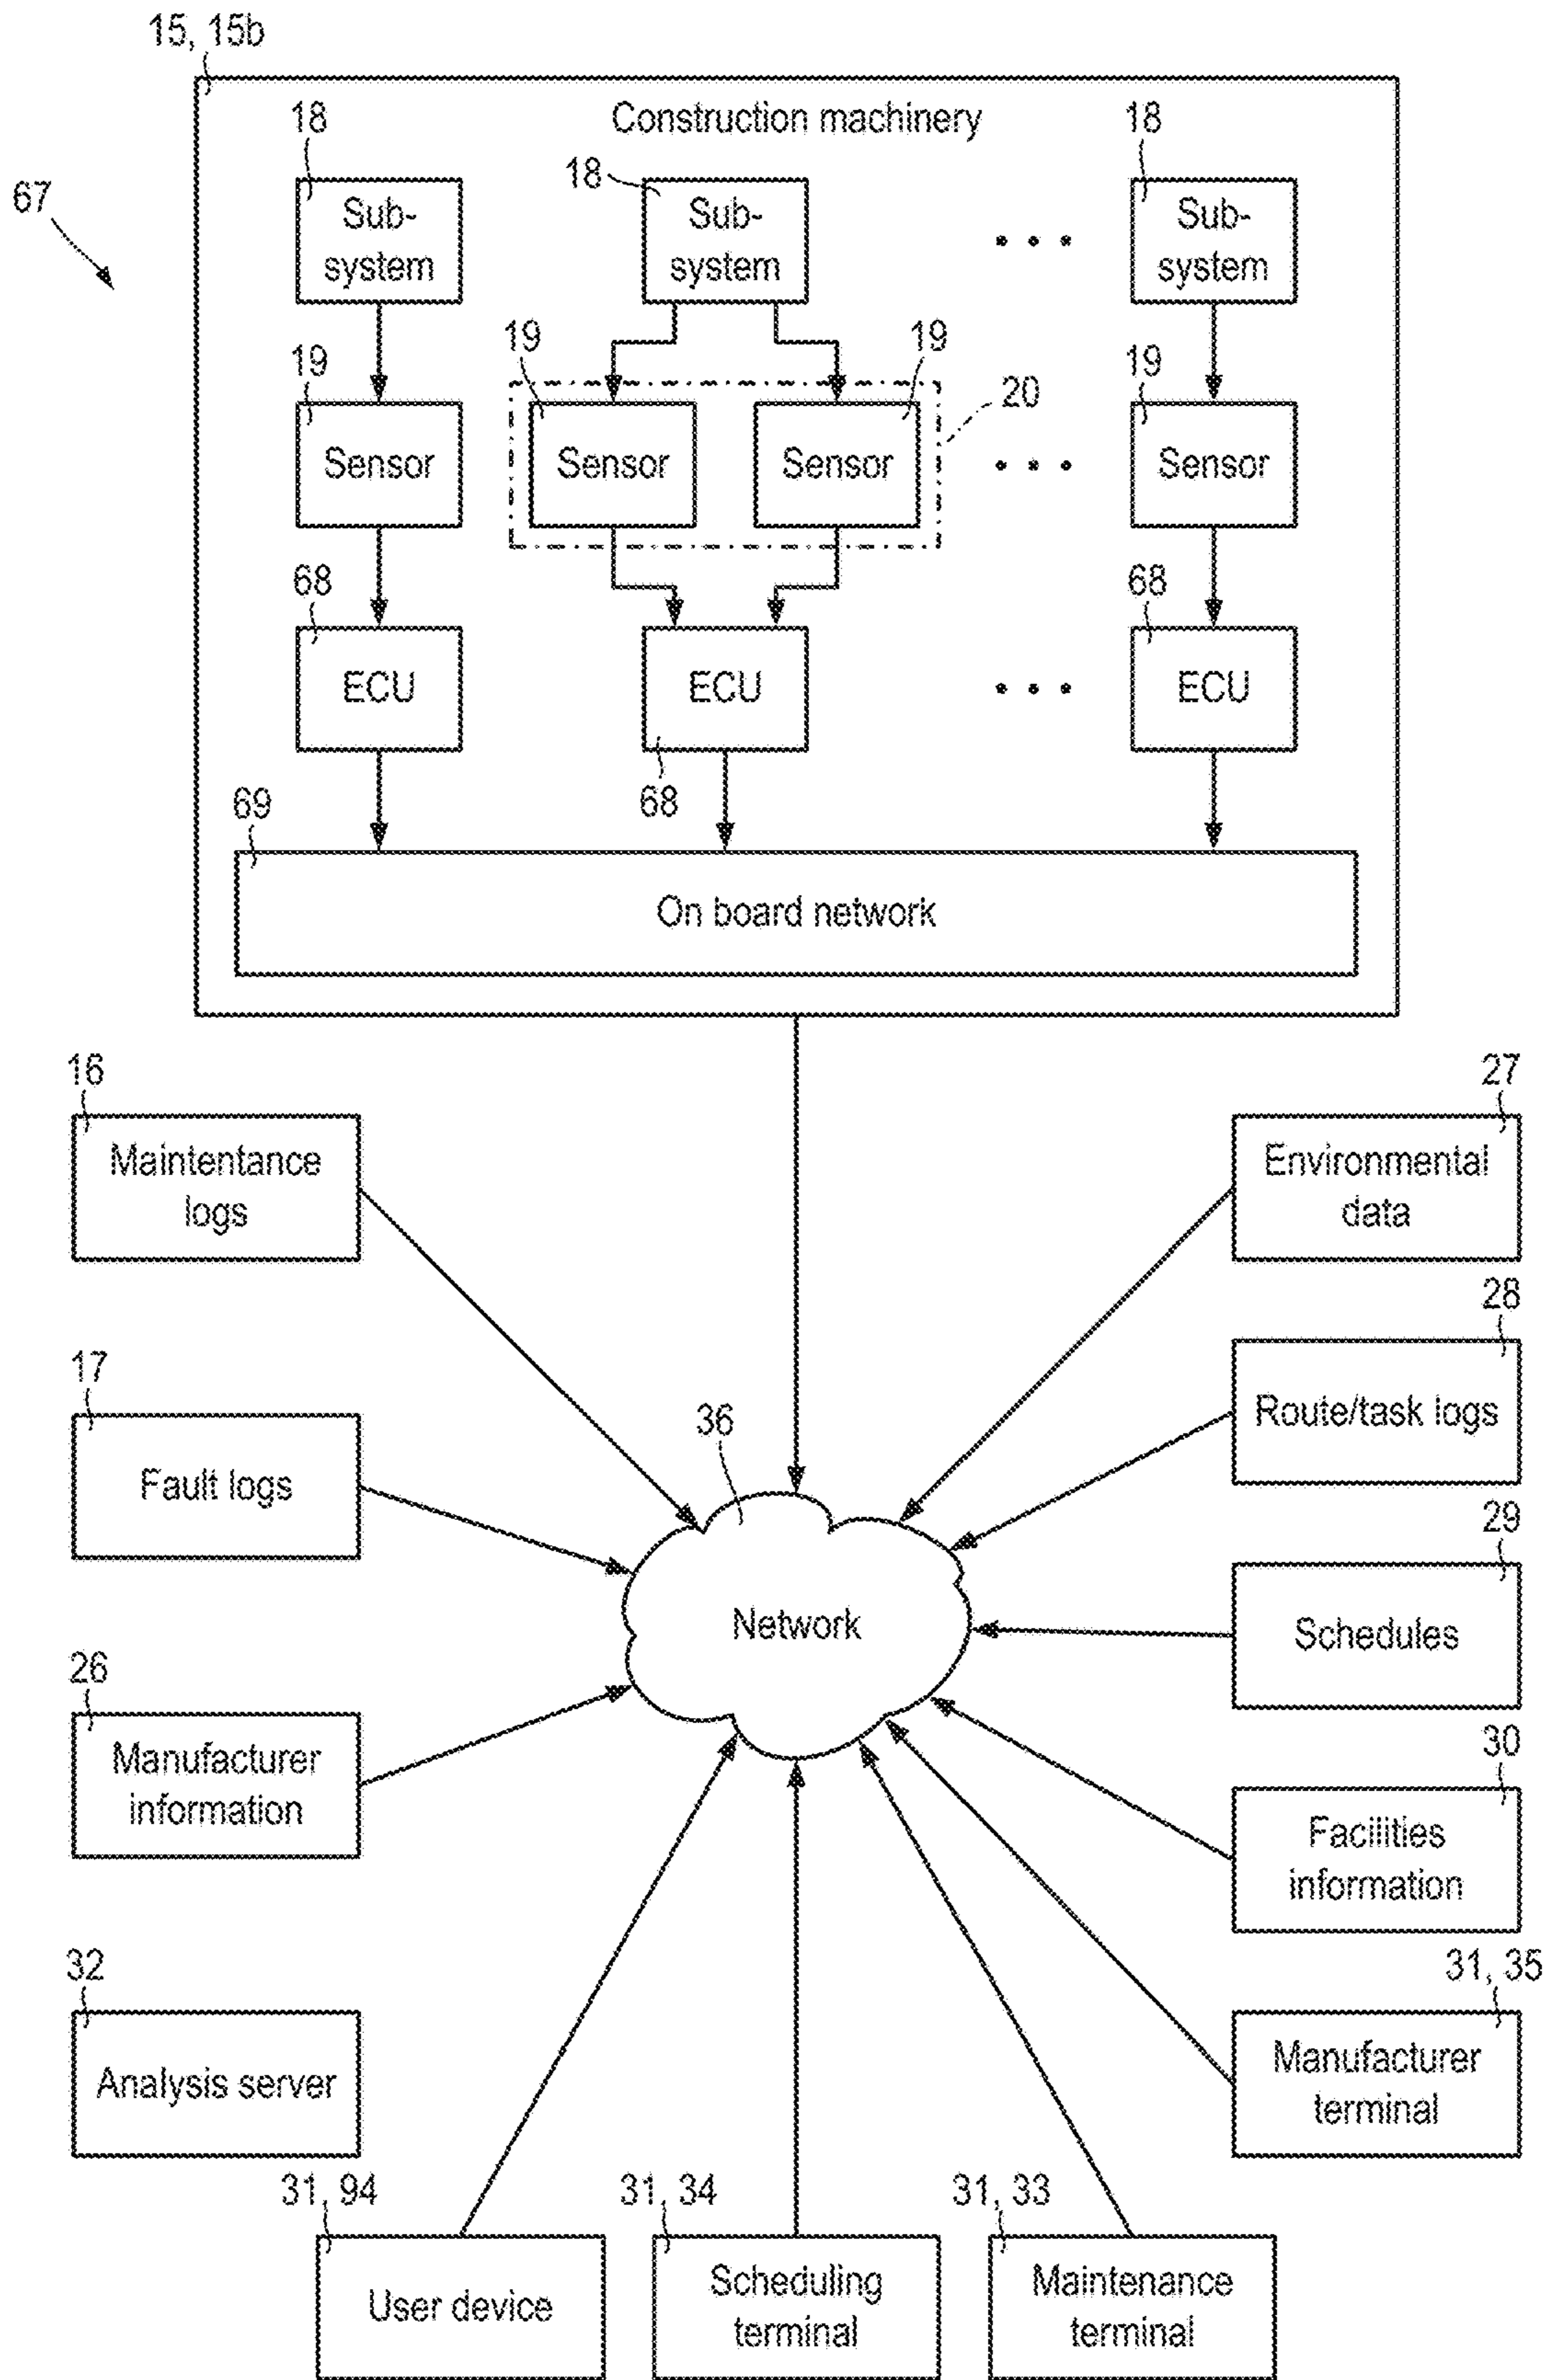 15, 15b
Construction machinery
67
18
18
18
Sub-
system
Sub-
system
Sub-
system
19
19
19
20
19
Sensor
Sensor
Sensor
Sensor
68
68
ECU
ECU
ECU
68
69
On board network
16
Maintentance
logs
27
Environmental
data
28
Route/task logs
17
Fault logs
36
Network
29
Schedules
26
Manufacturer
information
30
Facilities
information
32
Analysis server
31, 35
Manufacturer
terminal
31, 94
User device
31, 34
Scheduling
terminal
31, 33
Maintenance
terminal